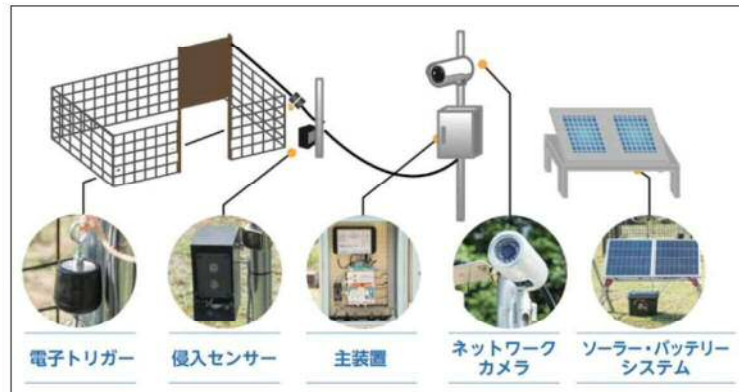 電子トリガー
侵入センサー
主装置
ネットワーク
カメラ
ソーラー・バッテリー
システム